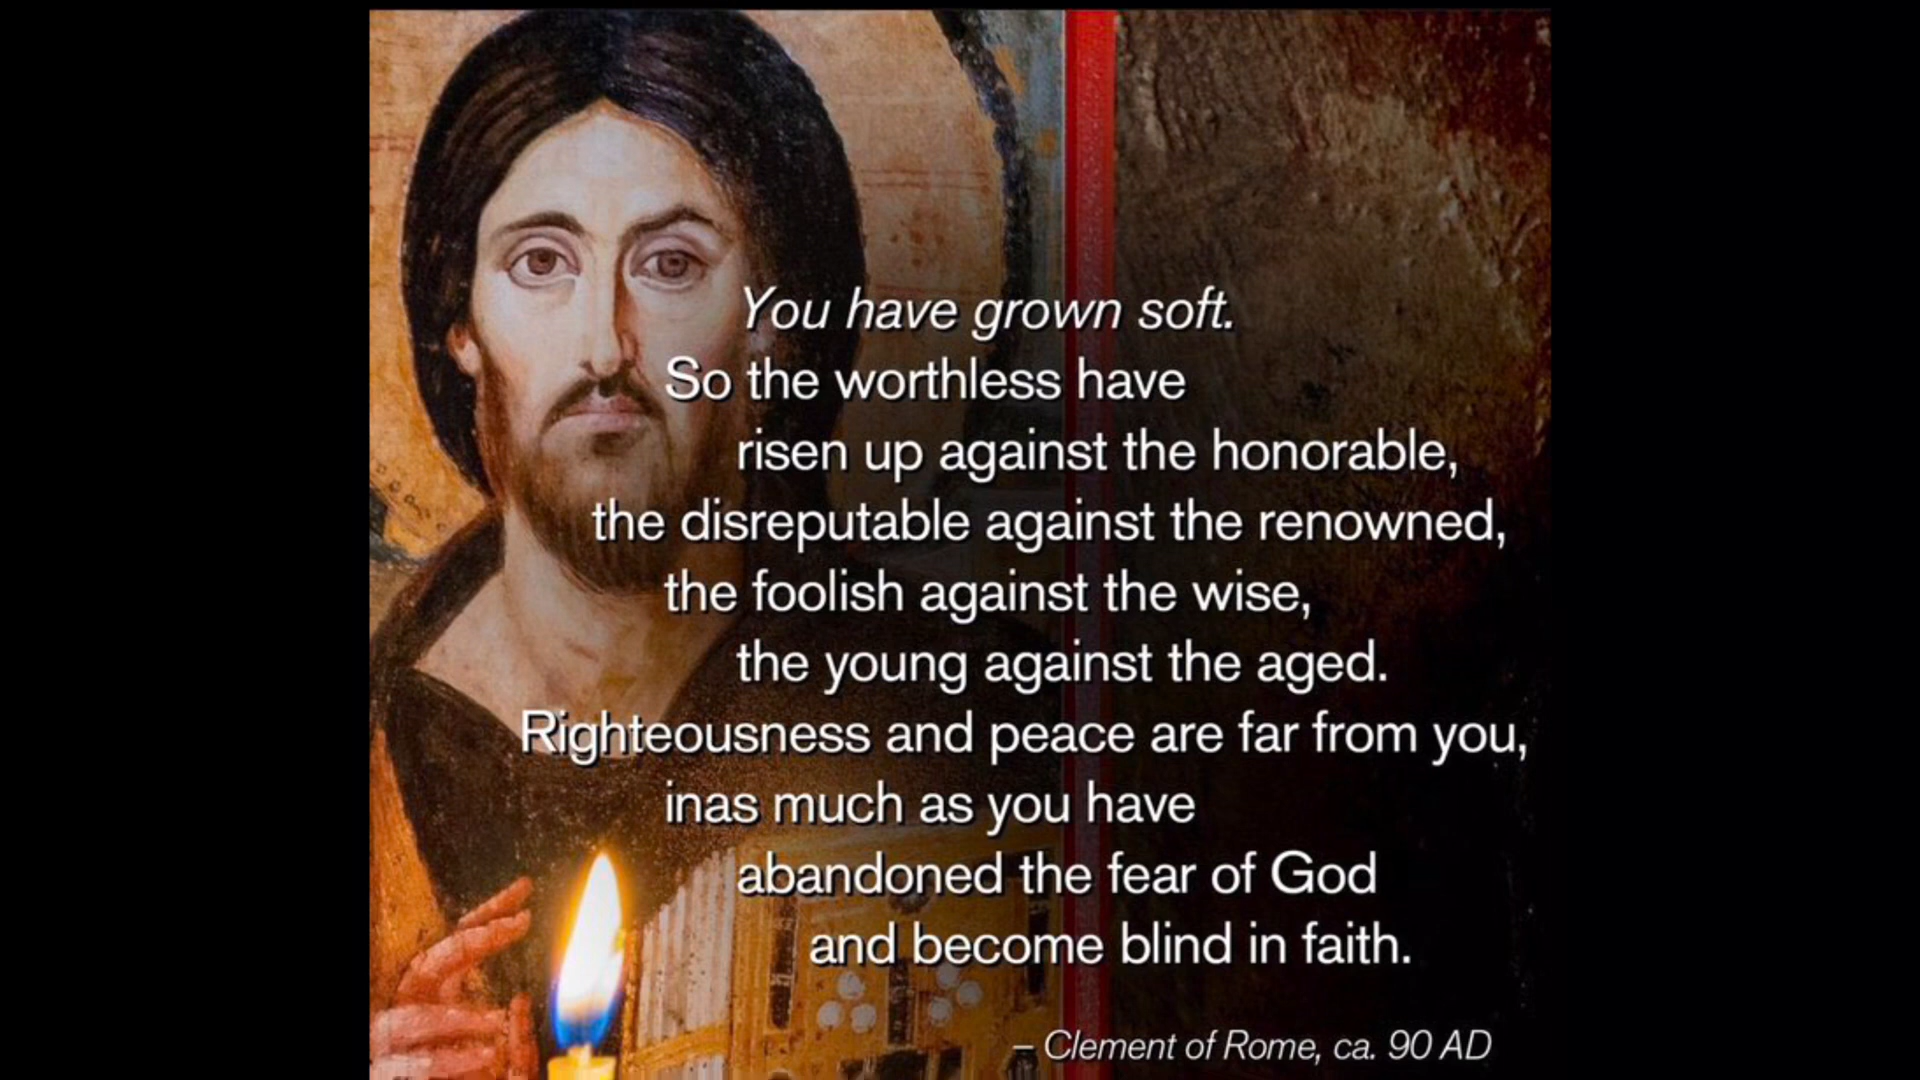 You have grown soft.
So the worthless have
risen up against the honorable,
the disreputable against the renowned,
the foolish against the wise,
the young against the aged.
Righteousness and peace are far from you,
inas much as you have
abandoned the fear of God
and become blind in faith.
– Clement of Rome, ca. 90 AD